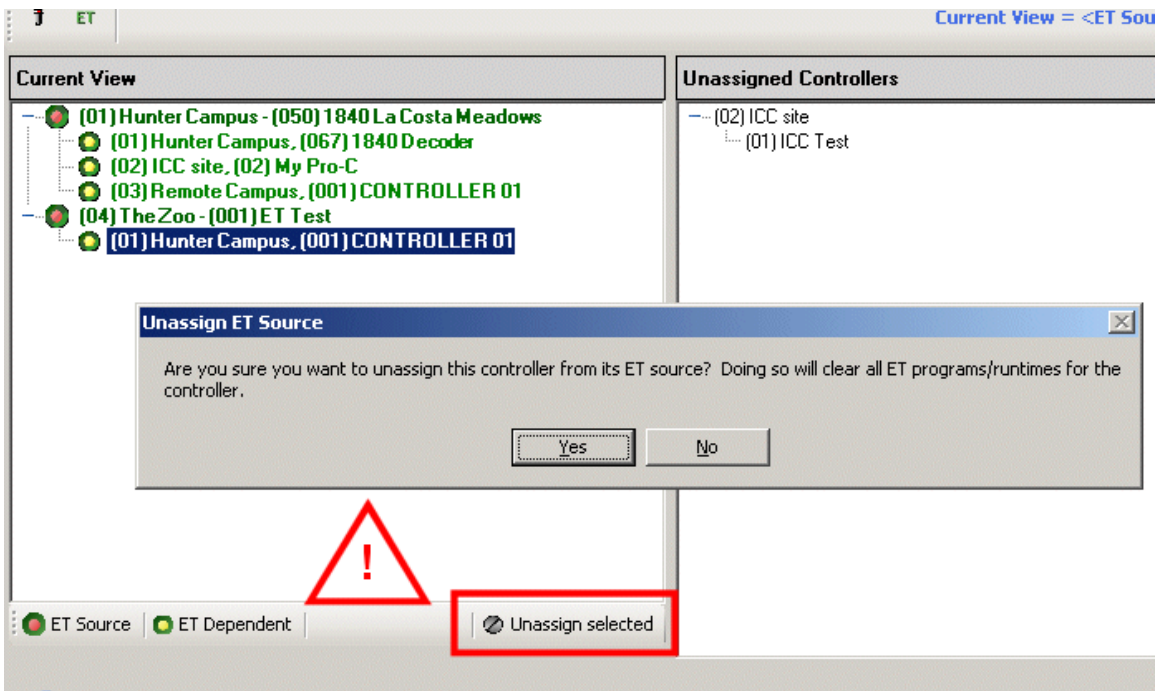 ET
Current View = <ET Sou
Current View
(01) Hunter Campus - (050) 1840 La Costa Meadows
(01) Hunter Campus, (067) 1840 Decoder
(02) ICC site, (02) My Pro-C
(03) Remote Campus, (001) CONTROLLER 01
(04) The Zoo - (001) ET Test
(01) Hunter Campus, (001) CONTROLLER 01
Unassigned Controllers
(02) ICC site
(01) ICC Test
Unassign ET Source
Are you sure you want to unassign this controller from its ET source? Doing so will clear all ET programs/runtimes for the
controller.
Yes
No
!
ET Source
ET Dependent
Unassign selected